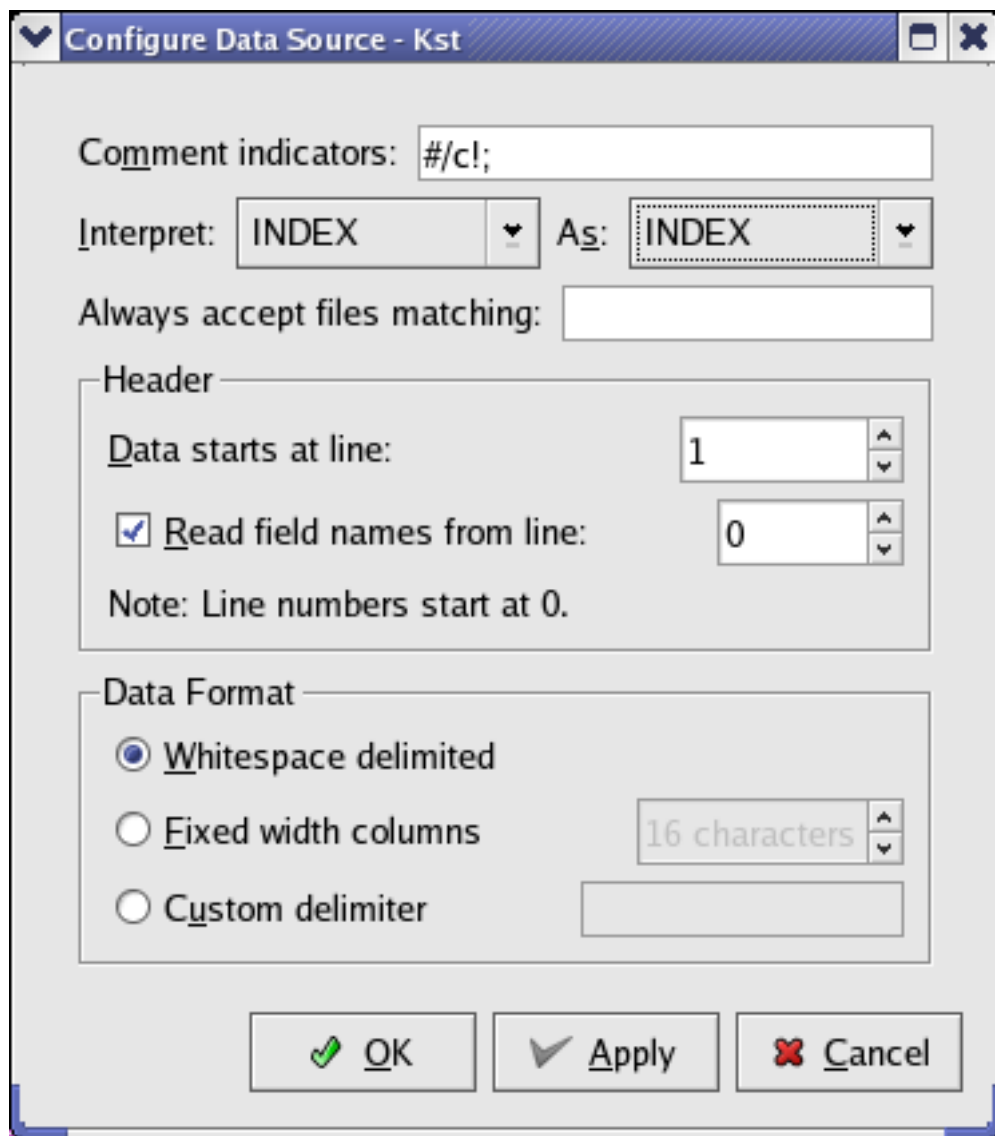 Configure Data Source - Kst
Comment indicators: #/c!;
Interpret: INDEX As: INDEX
Always accept files matching:
Header
Data starts at line: 1
Read field names from line: 0
Note: Line numbers start at 0.
Data Format
Whitespace delimited
Fixed width columns 16 characters
Custom delimiter
OK Apply Cancel